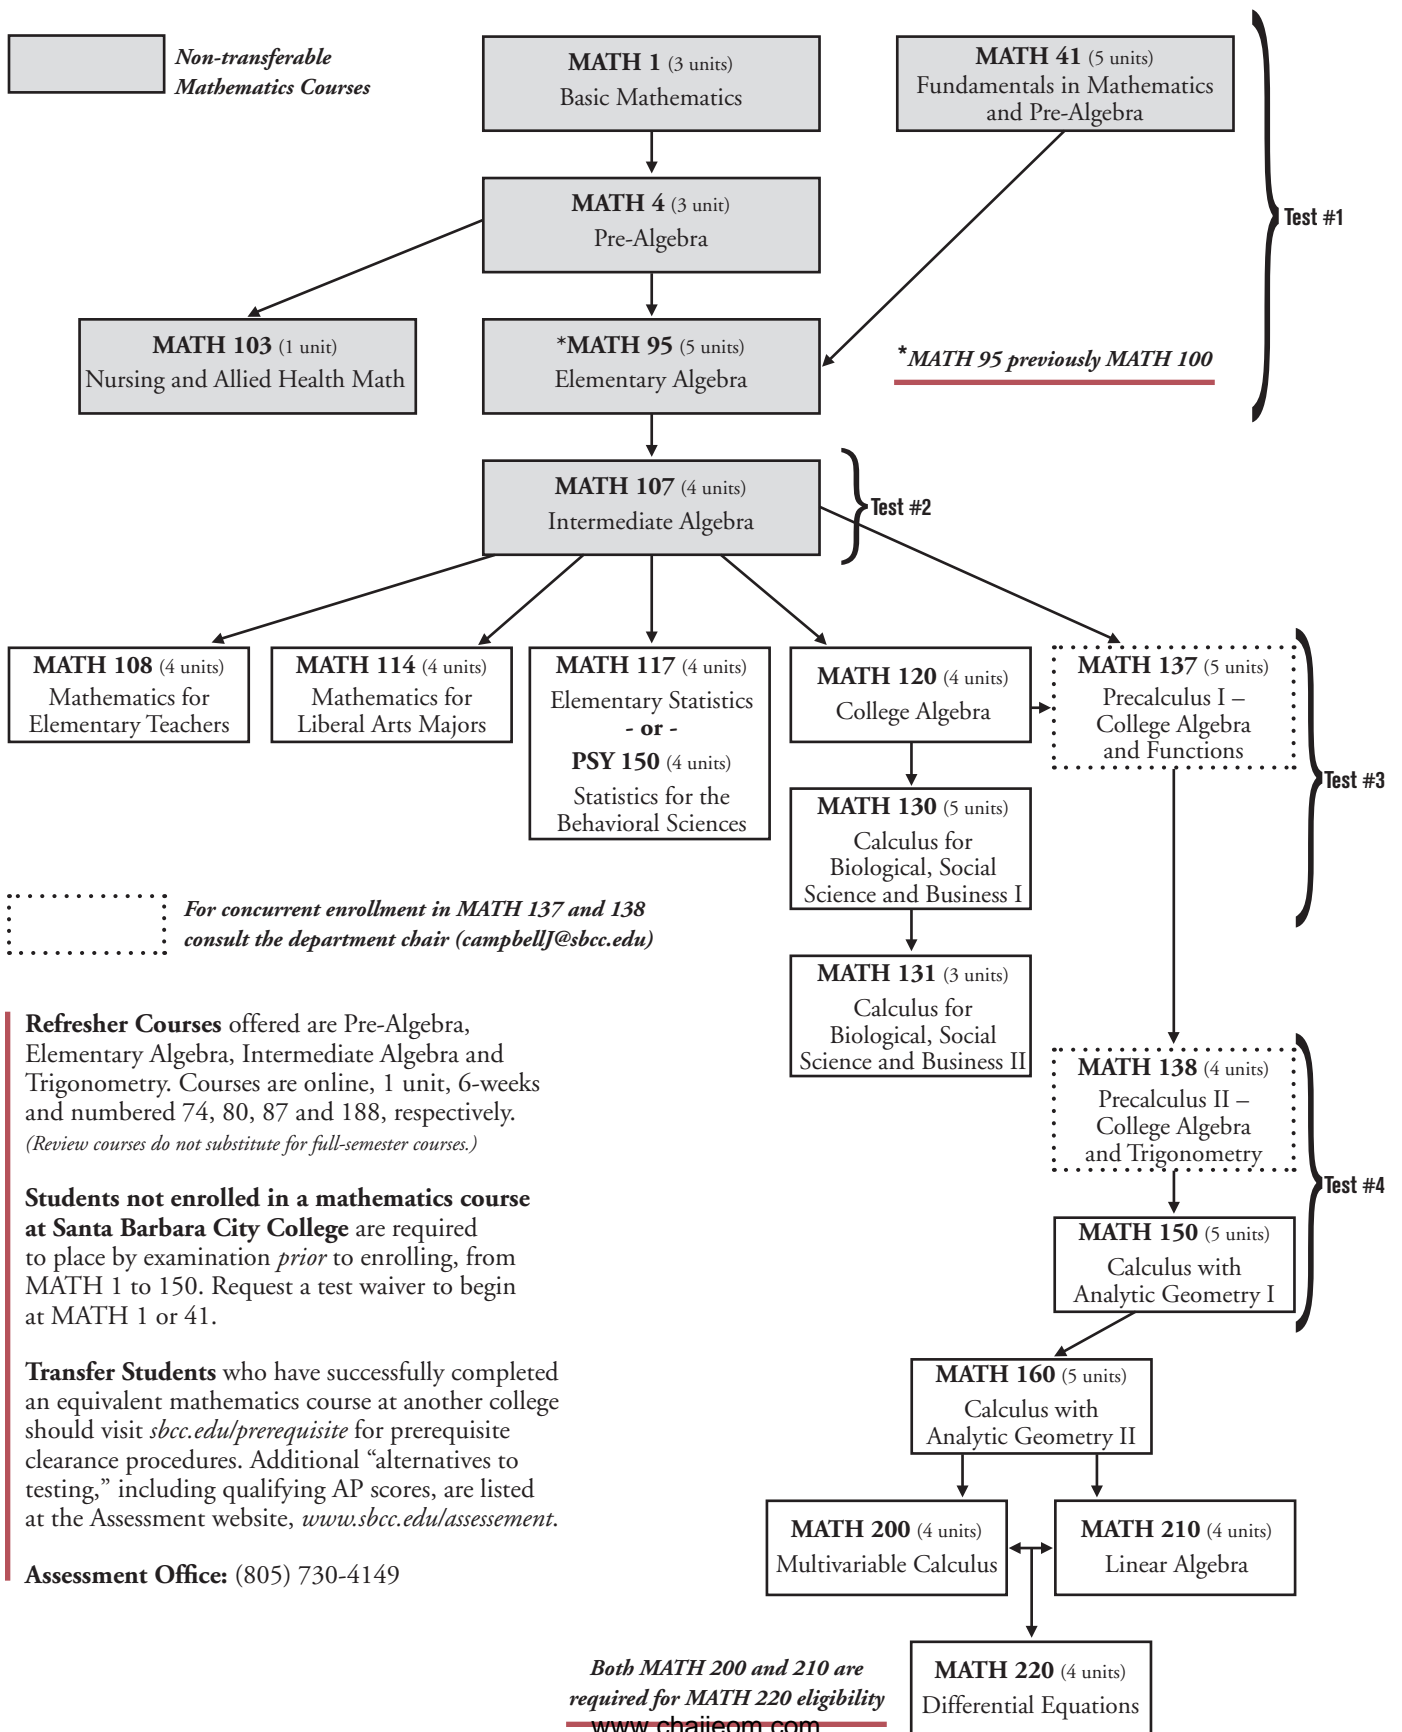 Non-transferable
Mathematics Courses
MATH 1 (3 units)
Basic Mathematics
MATH 41 (5 units)
Fundamentals in Mathematics
and Pre-Algebra
MATH 4 (3 unit)
Pre-Algebra
Test #1
MATH 103 (1 unit)
Nursing and Allied Health Math
*MATH 95 (5 units)
Elementary Algebra
*MATH 95 previously MATH 100
MATH 107 (4 units)
Intermediate Algebra
Test #2
MATH 108 (4 units)
Mathematics for
Elementary Teachers
MATH 114 (4 units)
Mathematics for
Liberal Arts Majors
MATH 117 (4 units)
Elementary Statistics
- or -
PSY 150 (4 units)
Statistics for the
Behavioral Sciences
MATH 120 (4 units)
College Algebra
MATH 137 (5 units)
Precalculus I –
College Algebra
and Functions
Test #3
MATH 130 (5 units)
Calculus for
Biological, Social
Science and Business I
For concurrent enrollment in MATH 137 and 138
consult the department chair (campbellJ@sbcc.edu)
MATH 131 (3 units)
Calculus for
Biological, Social
Science and Business II
MATH 138 (4 units)
Precalculus II –
College Algebra
and Trigonometry
Test #4
MATH 150 (5 units)
Calculus with
Analytic Geometry I
Refresher Courses offered are Pre-Algebra,
Elementary Algebra, Intermediate Algebra and
Trigonometry. Courses are online, 1 unit, 6-weeks
and numbered 74, 80, 87 and 188, respectively.
(Review courses do not substitute for full-semester courses.)
Students not enrolled in a mathematics course
at Santa Barbara City College are required
to place by examination prior to enrolling, from
MATH 1 to 150. Request a test waiver to begin
at MATH 1 or 41.
Transfer Students who have successfully completed
an equivalent mathematics course at another college
should visit sbcc.edu/prerequisite for prerequisite
clearance procedures. Additional “alternatives to
testing,” including qualifying AP scores, are listed
at the Assessment website, www.sbcc.edu/assessement.
Assessment Office: (805) 730-4149
MATH 160 (5 units)
Calculus with
Analytic Geometry II
MATH 200 (4 units)
Multivariable Calculus
MATH 210 (4 units)
Linear Algebra
Both MATH 200 and 210 are
required for MATH 220 eligibility
MATH 220 (4 units)
Differential Equations
www.chajjeom.com